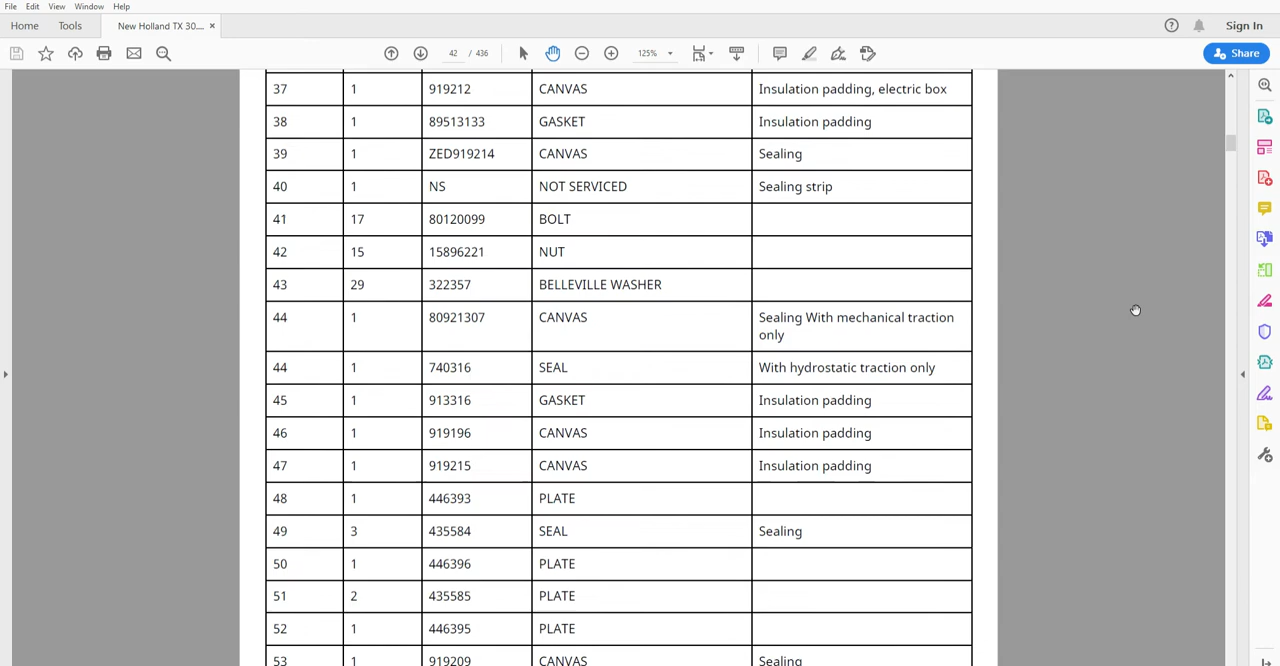 File Edit View Window Help
Home Tools New Holland TX 30.... × Sign In
42 / 436 125% Share
37 1 919212 CANVAS Insulation padding, electric box
38 1 89513133 GASKET Insulation padding
39 1 ZED919214 CANVAS Sealing
40 1 NS NOT SERVICED Sealing strip
41 17 80120099 BOLT
42 15 15896221 NUT
43 29 322357 BELLEVILLE WASHER
44 1 80921307 CANVAS Sealing With mechanical traction
only
44 1 740316 SEAL With hydrostatic traction only
45 1 913316 GASKET Insulation padding
46 1 919196 CANVAS Insulation padding
47 1 919215 CANVAS Insulation padding
48 1 446393 PLATE
49 3 435584 SEAL Sealing
50 1 446396 PLATE
51 2 435585 PLATE
52 1 446395 PLATE
53 1 919209 CANVAS Sealing